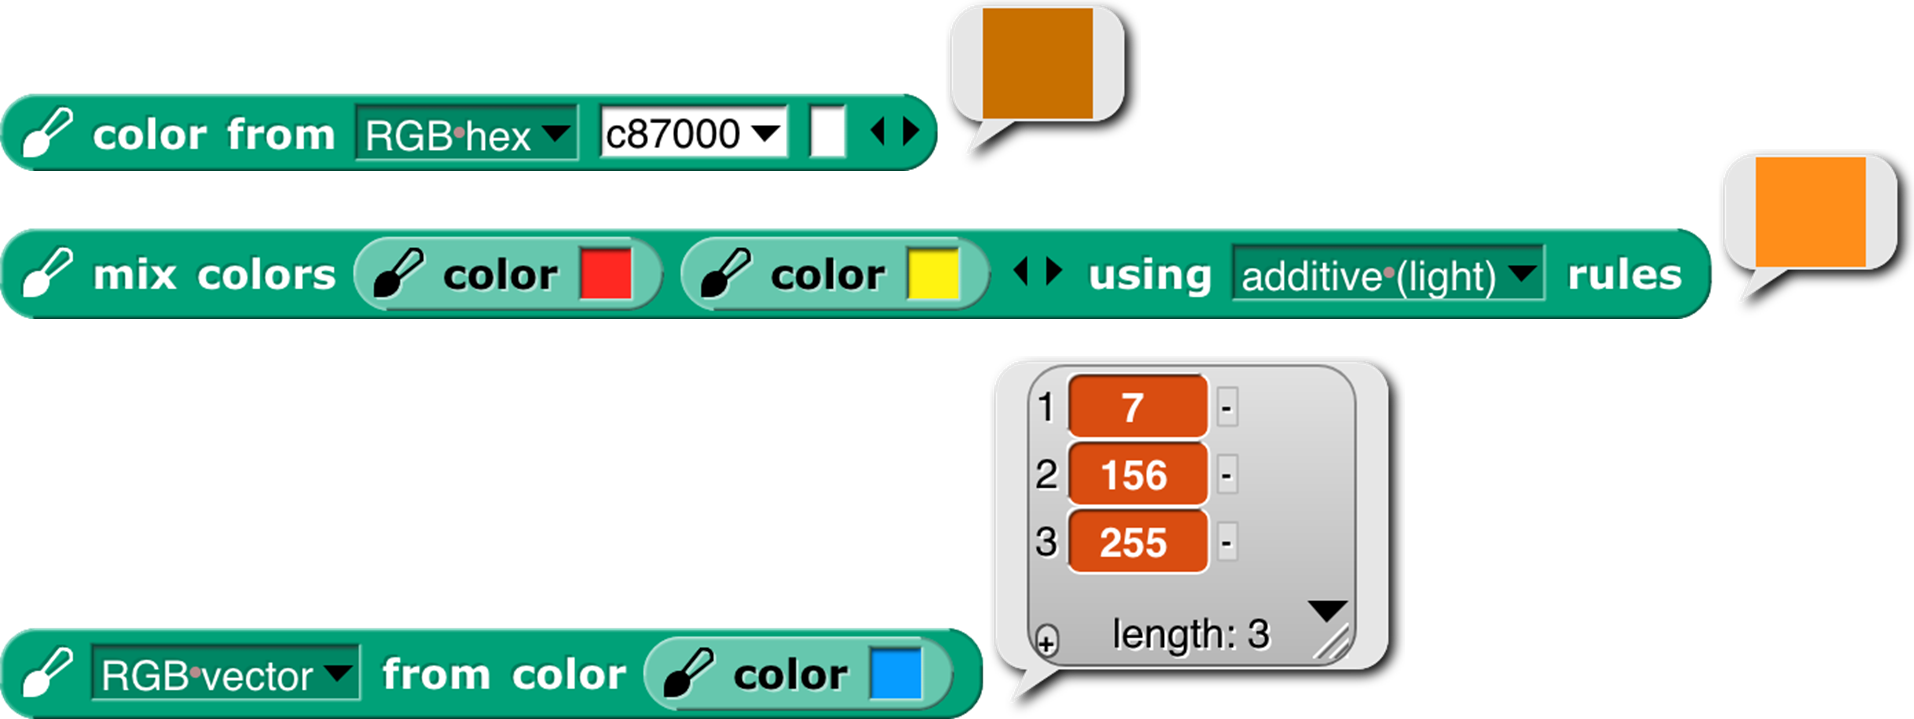 color from RGB•hex c87000
mix colors color color using additive•(light) rules
1 7 -
2 156 -
3 255 -
+ length: 3
RGB•vector from color color